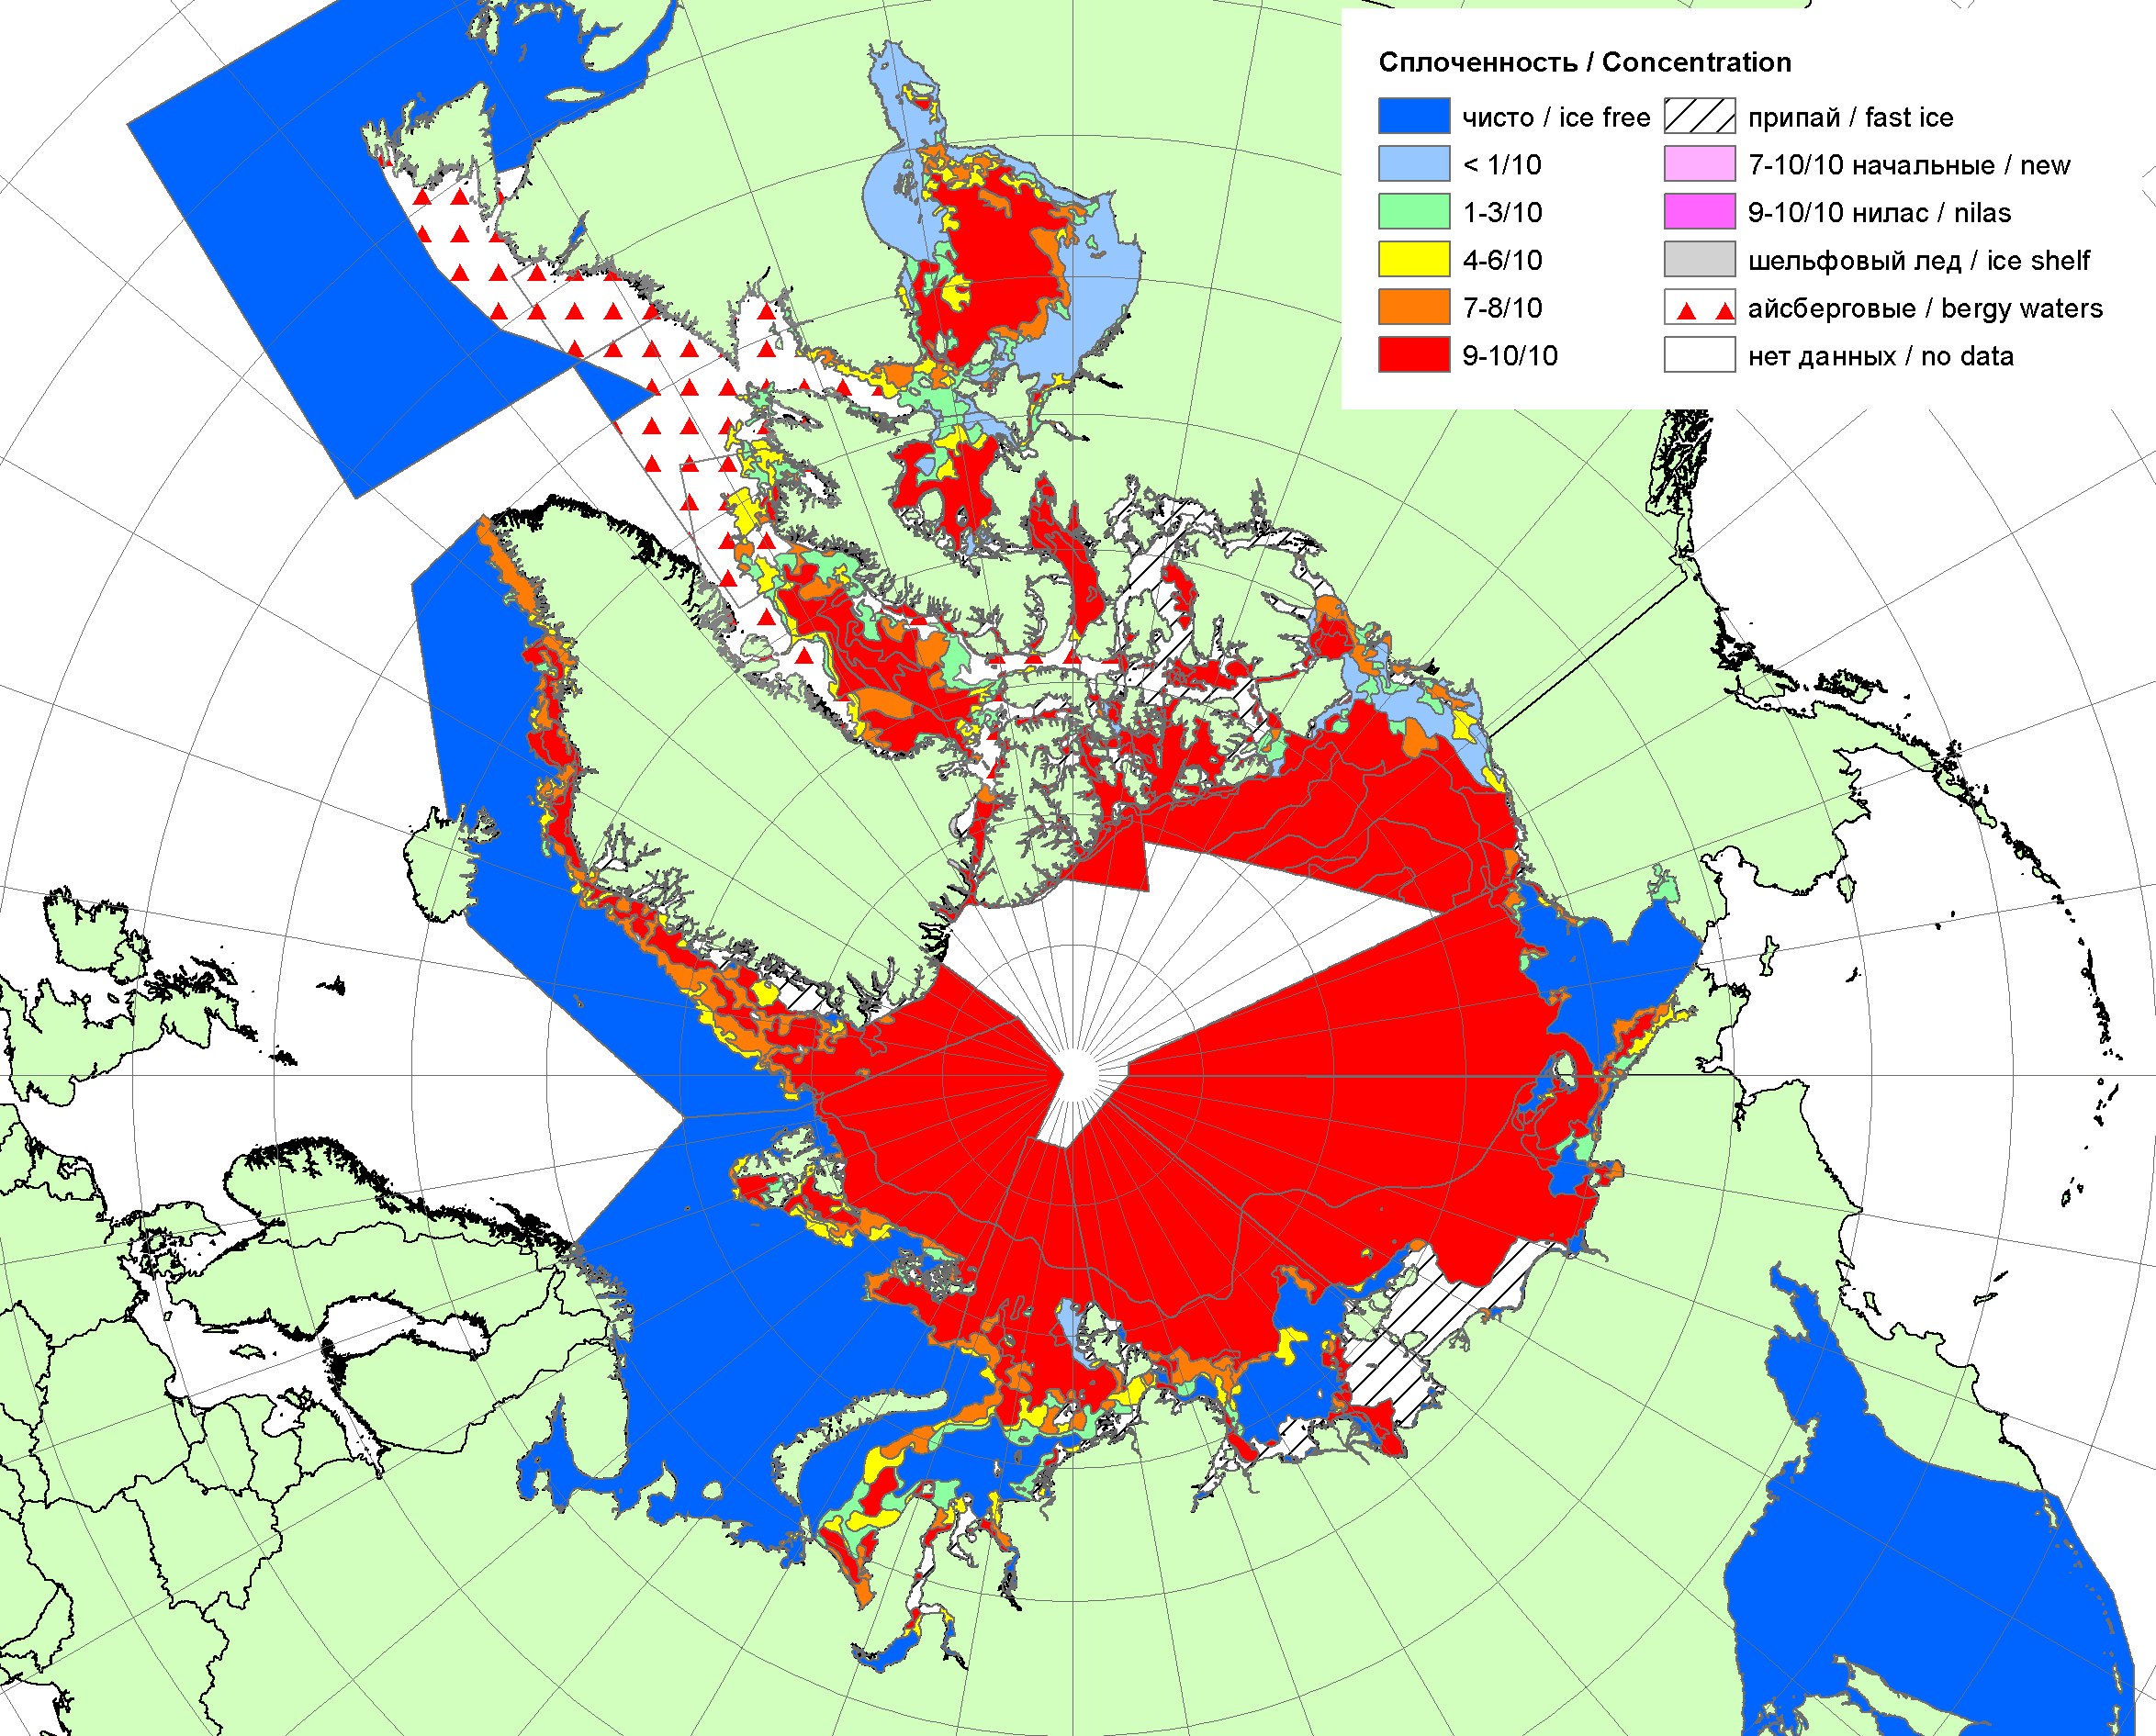 Сплоченность / Concentration
чисто / ice free
< 1/10
1-3/10
4-6/10
7-8/10
9-10/10
припай / fast ice
7-10/10 начальные / new
9-10/10 нилас / nilas
шельфовый лед / ice shelf
айсберговые / bergy waters
нет данных / no data